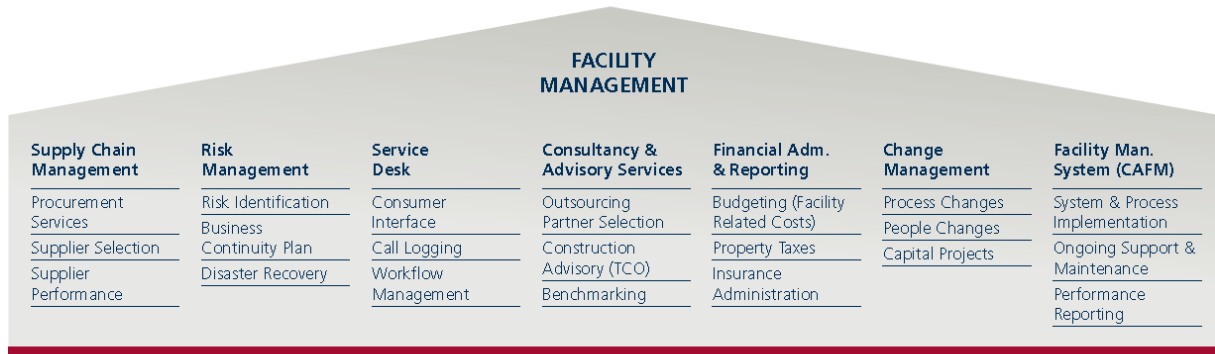 FACILITY
MANAGEMENT
Supply Chain
Management
Procurement
Services
Supplier Selection
Supplier
Performance
Risk
Management
Risk Identification
Business
Continuity Plan
Disaster Recovery
Service
Desk
Consumer
Interface
Call Logging
Workflow
Management
Consultancy &
Advisory Services
Outsourcing
Partner Selection
Construction
Advisory (TCO)
Benchmarking
Financial Adm.
& Reporting
Budgeting (Facility
Related Costs)
Property Taxes
Insurance
Administration
Change
Management
Process Changes
People Changes
Capital Projects
Facility Man.
System (CAFM)
System & Process
Implementation
Ongoing Support &
Maintenance
Performance
Reporting